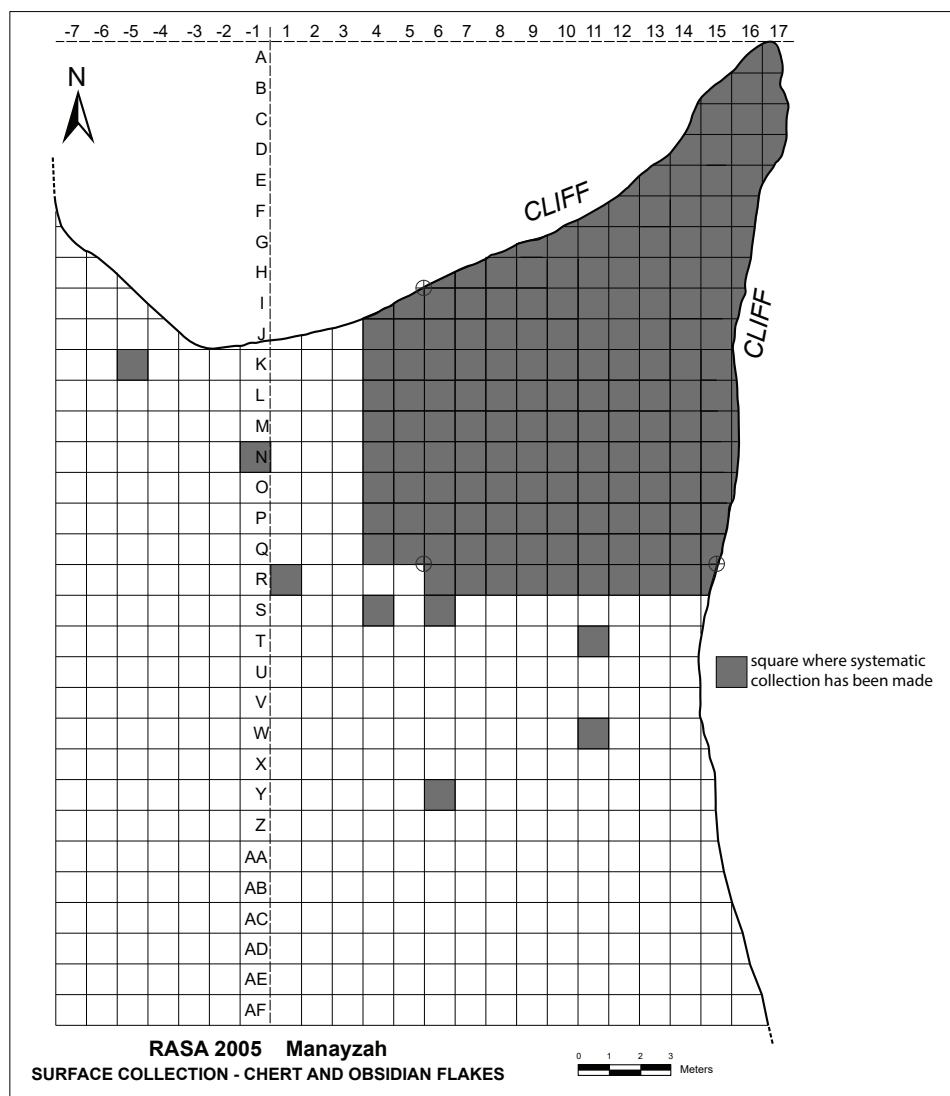 -7 -6 -5 -4 -3 -2 -1 1 2 3 4 5 6 7 8 9 10 11 12 13 14 15 16 17
N
A
B
C
D
E
F
G
H
I
J
K
L
M
N
O
P
Q
R
S
T
U
V
W
X
Y
Z
AA
AB
AC
AD
AE
AF
CLIFF
CLIFF
square where systematic
collection has been made
RASA 2005 Manayzah
SURFACE COLLECTION - CHERT AND OBSIDIAN FLAKES
0 1 2 3
Meters